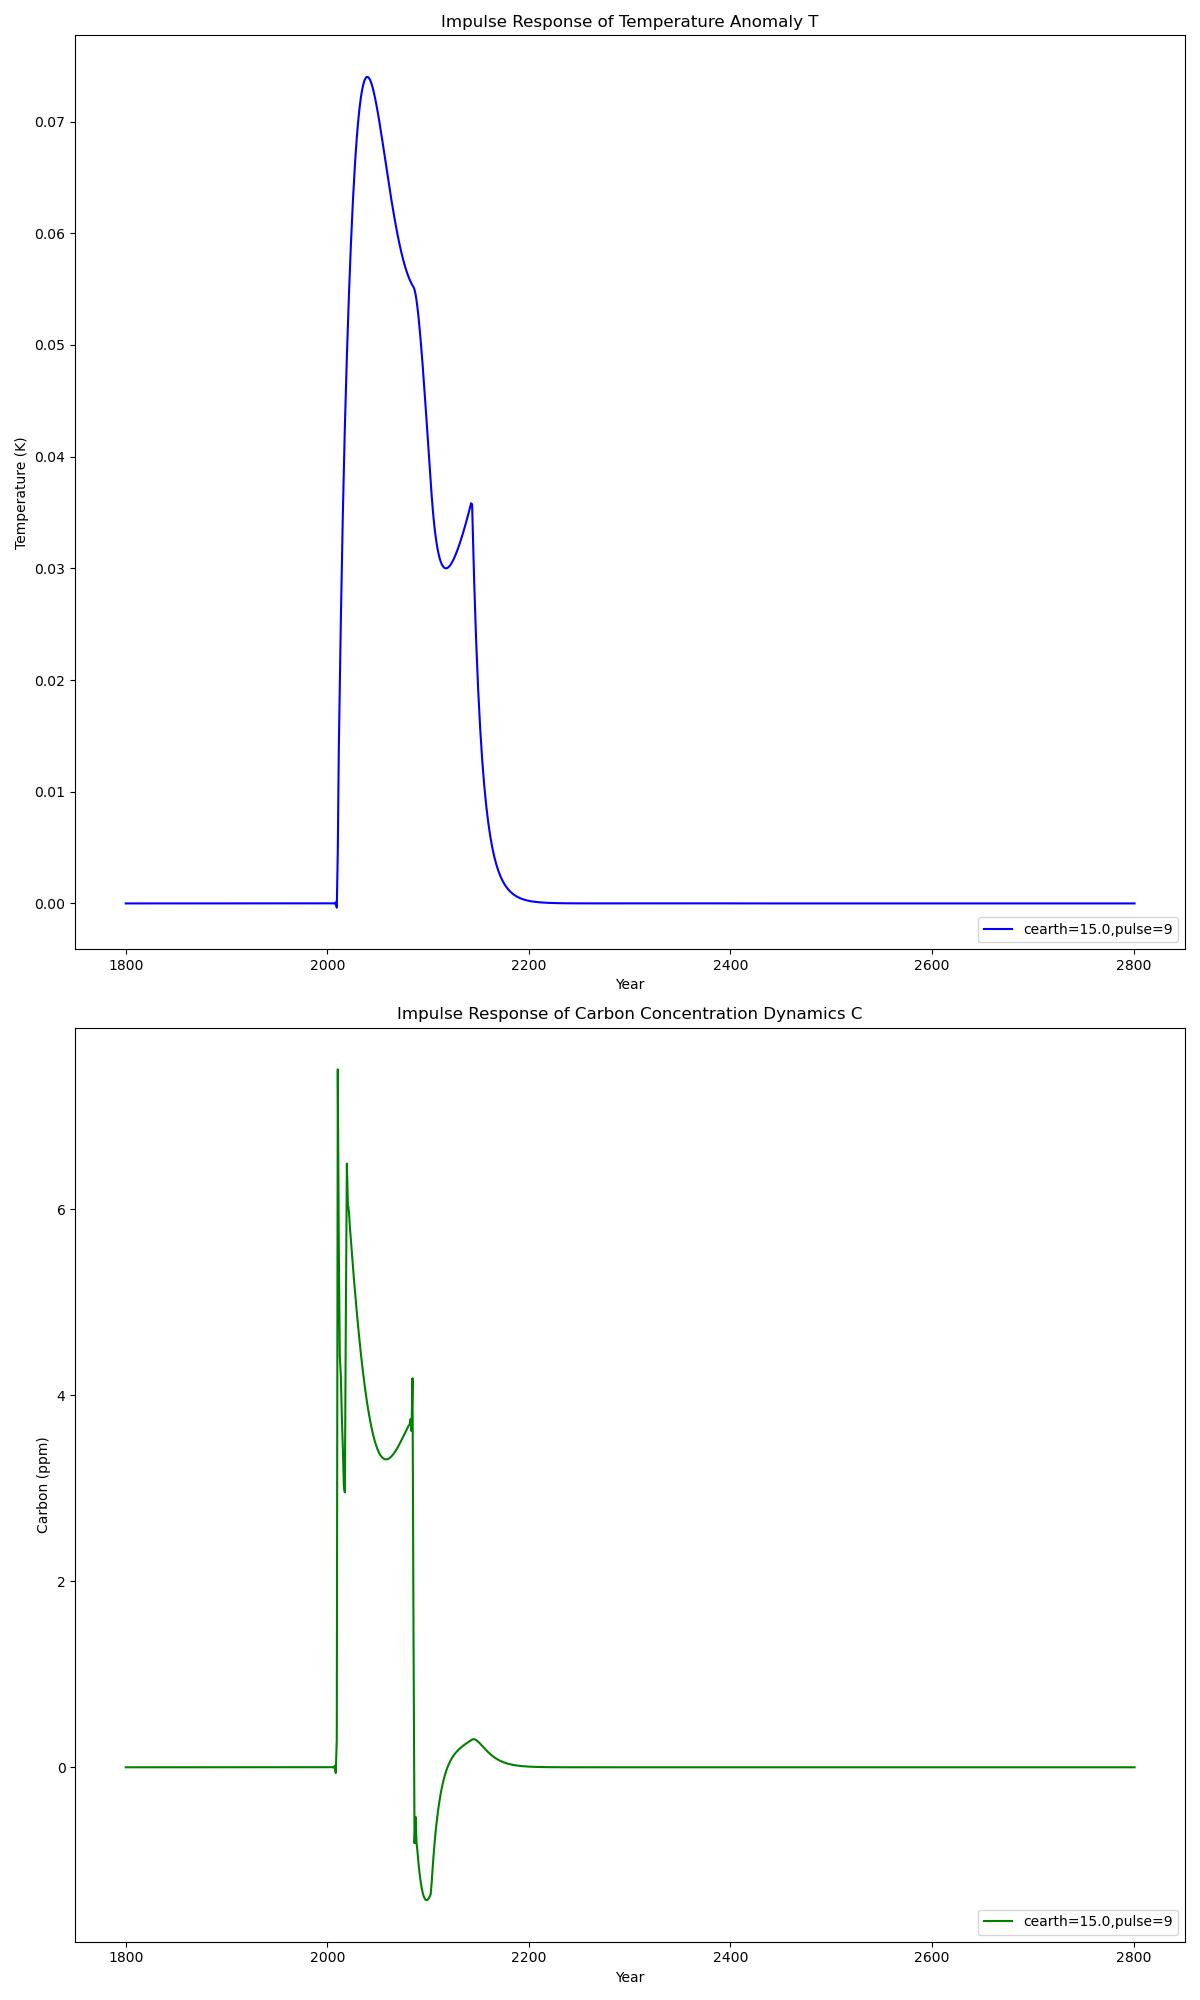 Impulse Response of Temperature Anomaly T
0.07
0.06
0.05
0.04
0.03
0.02
0.01
0.00
Temperature (K)
cearth=15.0,pulse=9
1800 2000 2200 2400 2600 2800
Year
Impulse Response of Carbon Concentration Dynamics C
6
4
2
0
Carbon (ppm)
cearth=15.0,pulse=9
1800 2000 2200 2400 2600 2800
Year